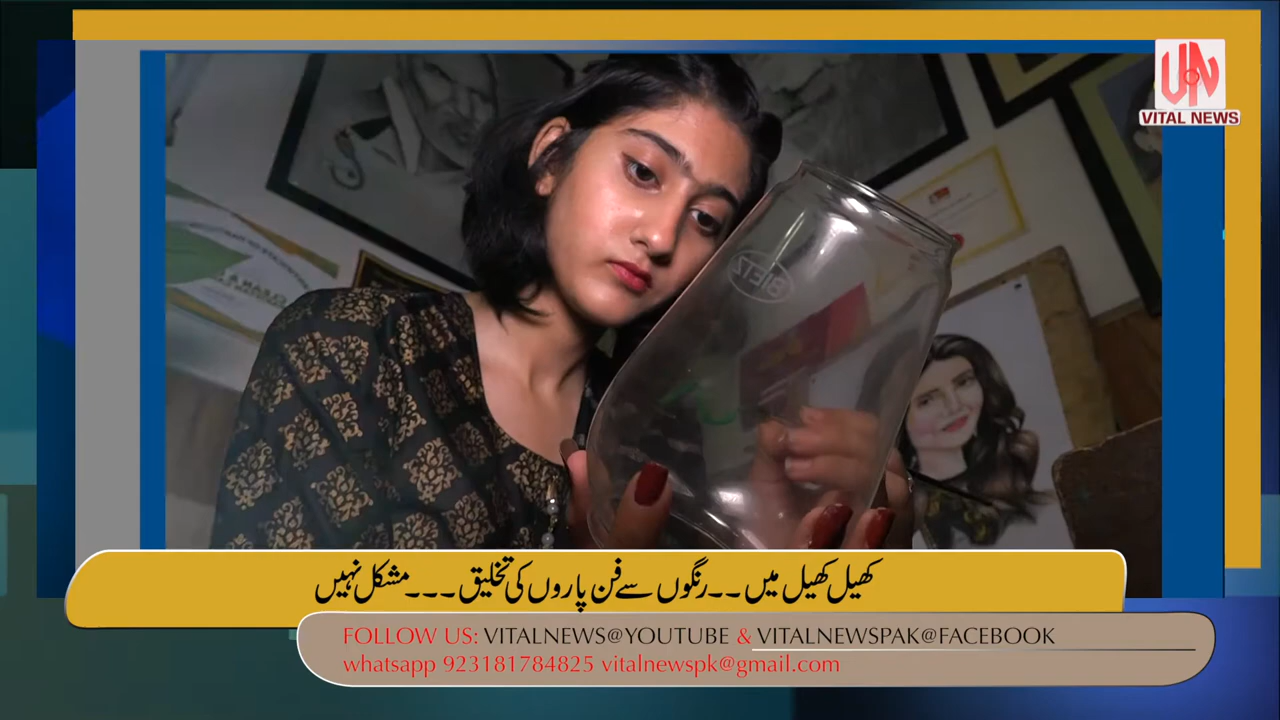 VITAL NEWS
BIETZ
کھیل کھیل میں ۔۔رنگوں سے فن پاروں کی تخلیق ۔۔۔ مشکل نہیں
FOLLOW US: VITALNEWS@YOUTUBE & VITALNEWSPAK@FACEBOOK
whatsapp 923181784825 vitalnewspk@gmail.com